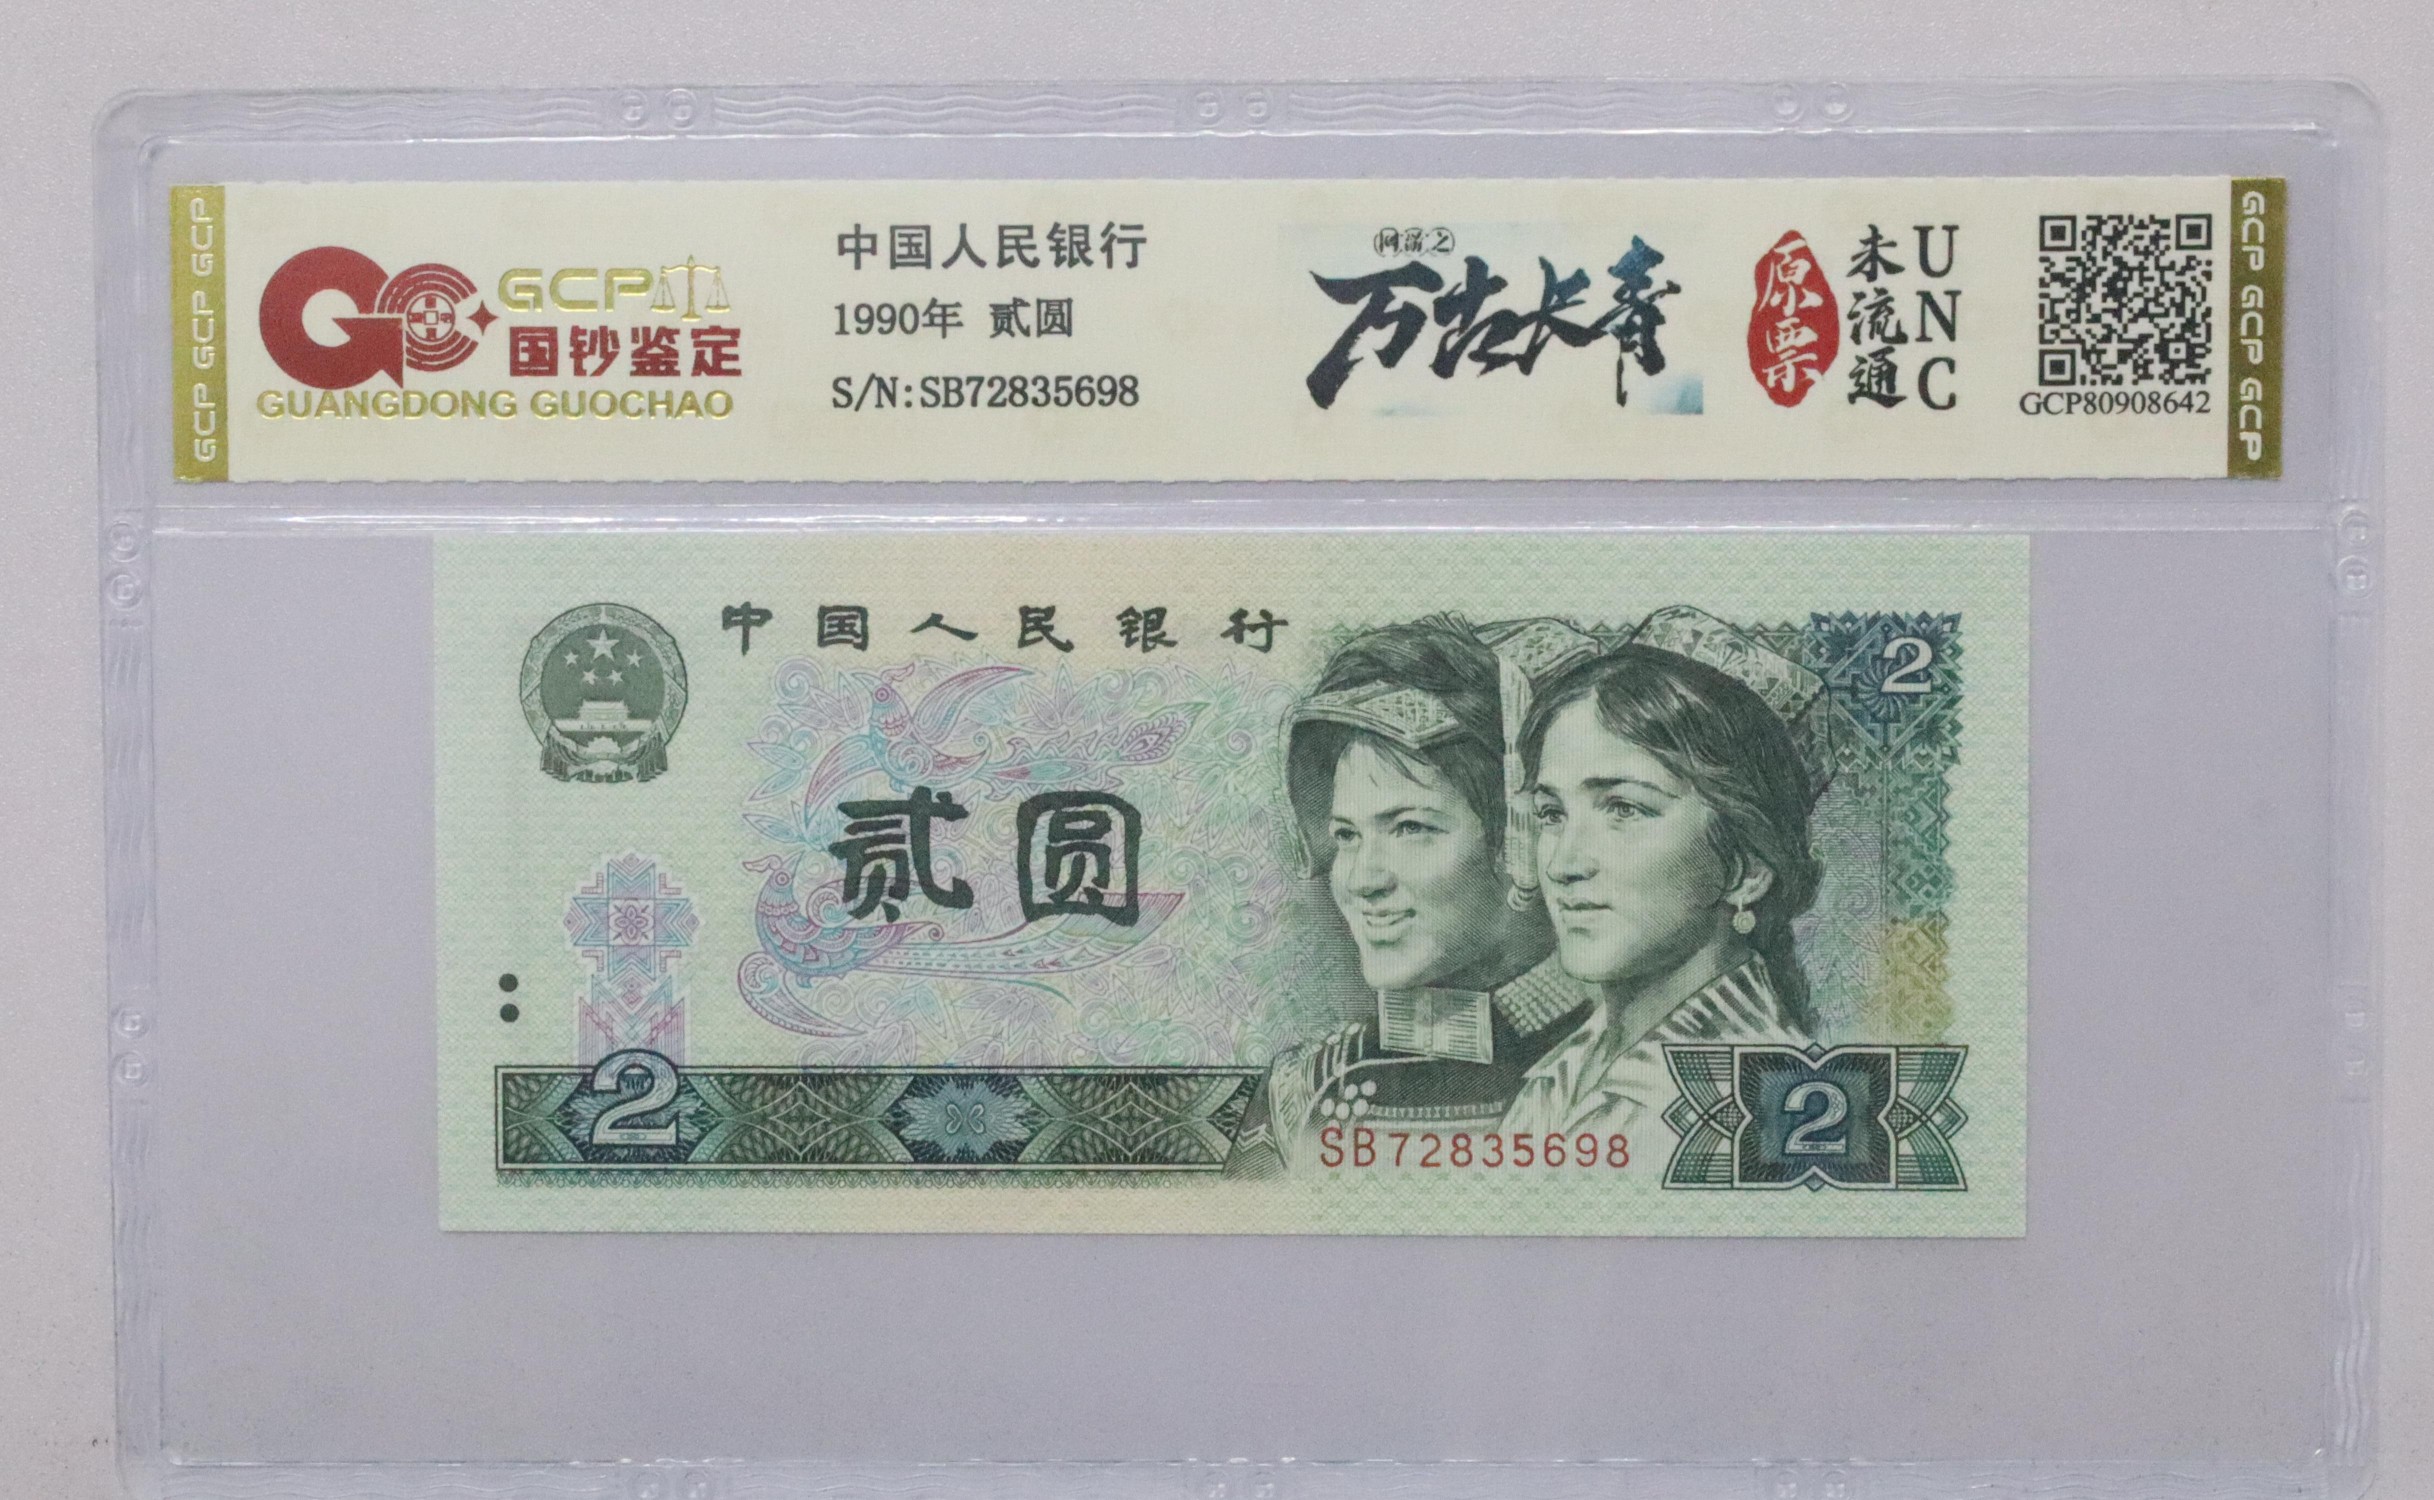 GCP GCP GCP
GCP
国钞鉴定
GUANGDONG GUOCHAO
中国人民银行
1990年 贰圆
S/N:SB72835698
万古长青
原票
未流通
UNC
GCP80908642
GCP GCP GCP
中国人民银行
2
贰圆
2
SB72835698
2